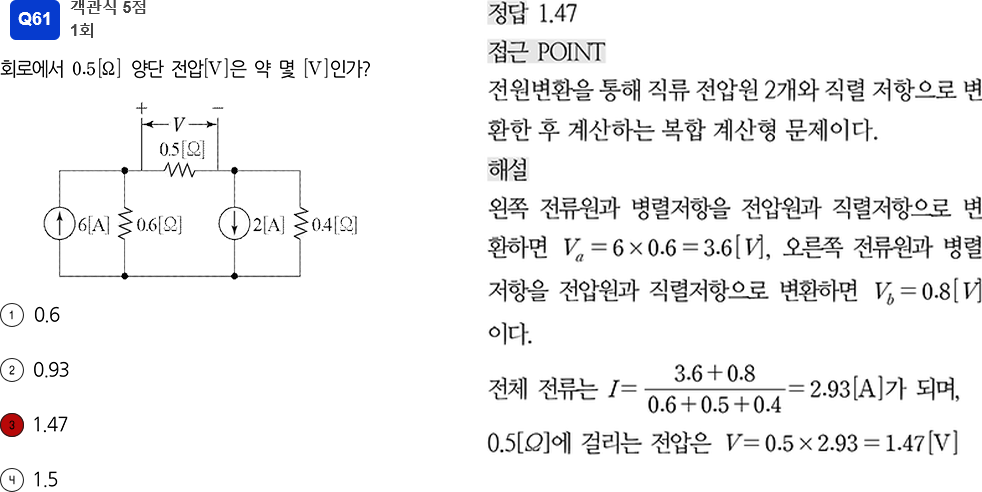 Q61
객관식 5점
1회
회로에서 0.5[Ω] 양단 전압[V]은 약 몇 [V]인가?
+ −
V
0.5[Ω]
6[A] 0.6[Ω] 2[A] 0.4[Ω]
1 0.6
2 0.93
3 1.47
4 1.5
정답 1.47
접근 POINT
전원변환을 통해 직류 전압원 2개와 직렬 저항으로 변
환한 후 계산하는 복합 계산형 문제이다.
해설
왼쪽 전류원과 병렬저항을 전압원과 직렬저항으로 변
환하면 Va = 6 × 0.6 = 3.6[V], 오른쪽 전류원과 병렬
저항을 전압원과 직렬저항으로 변환하면 Vb = 0.8[V]
이다.
전체 전류는 I = (3.6 + 0.8)/(0.6 + 0.5 + 0.4) = 2.93[A]가 되며,
0.5[Ω]에 걸리는 전압은 V = 0.5 × 2.93 = 1.47[V]